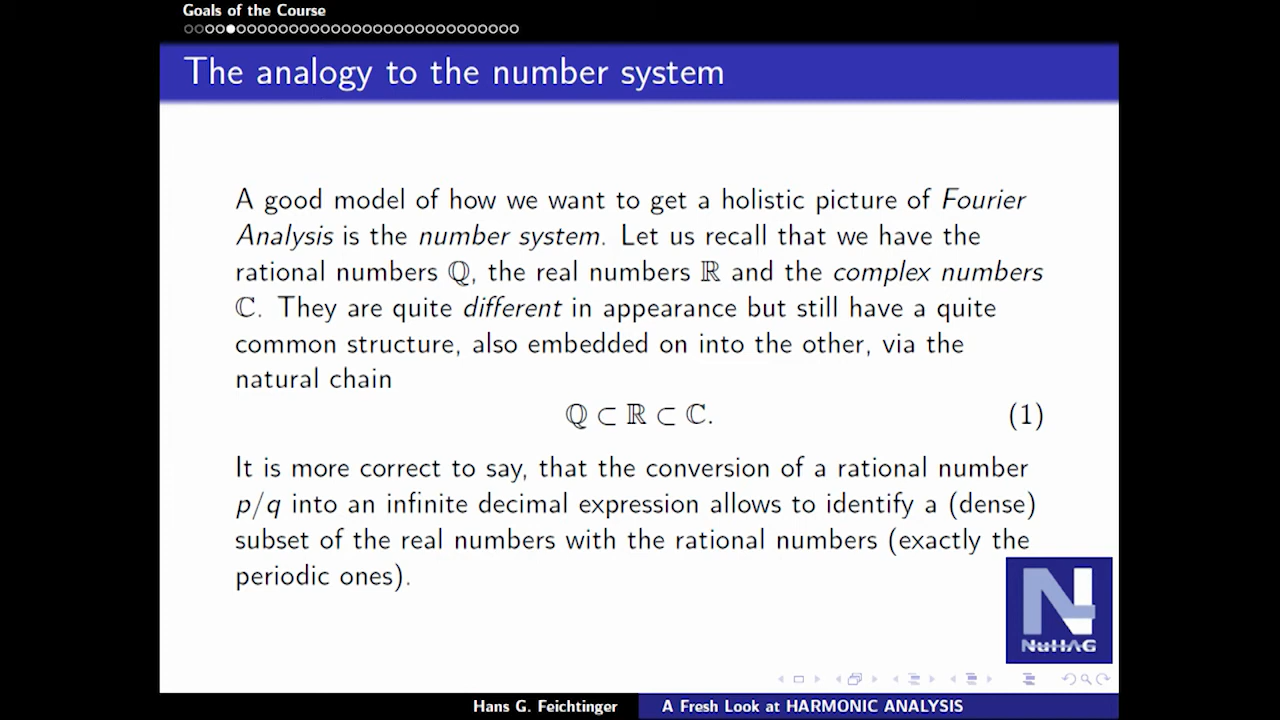 Goals of the Course
The analogy to the number system
A good model of how we want to get a holistic picture of Fourier
Analysis is the number system. Let us recall that we have the
rational numbers ℚ, the real numbers ℝ and the complex numbers
ℂ. They are quite different in appearance but still have a quite
common structure, also embedded on into the other, via the
natural chain
ℚ ⊂ ℝ ⊂ ℂ. (1)
It is more correct to say, that the conversion of a rational number
p/q into an infinite decimal expression allows to identify a (dense)
subset of the real numbers with the rational numbers (exactly the
periodic ones).
N
NuHAG
Hans G. Feichtinger A Fresh Look at HARMONIC ANALYSIS